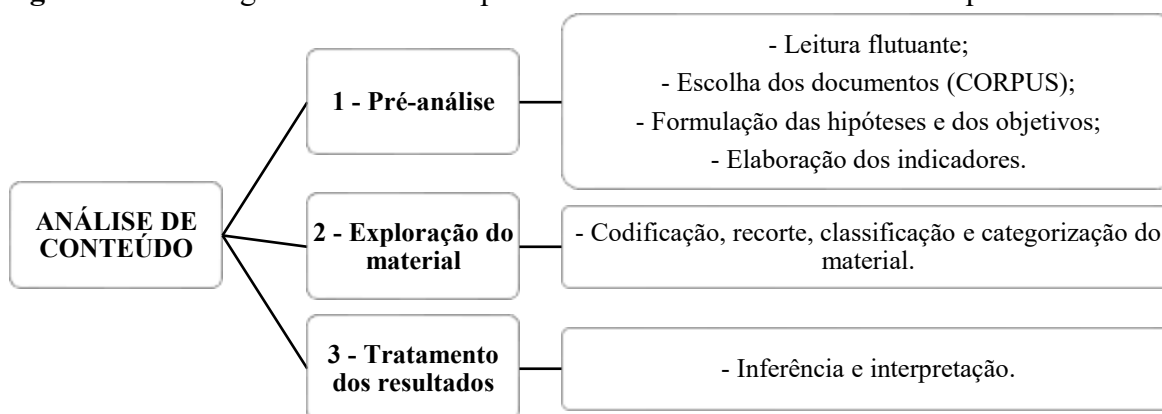 - Leitura flutuante;
1 - Pré-análise
- Escolha dos documentos (CORPUS);
- Formulação das hipóteses e dos objetivos;
- Elaboração dos indicadores.
ANÁLISE DE
CONTEÚDO
2 - Exploração do
material
- Codificação, recorte, classificação e categorização do
material.
3 - Tratamento
dos resultados
- Inferência e interpretação.